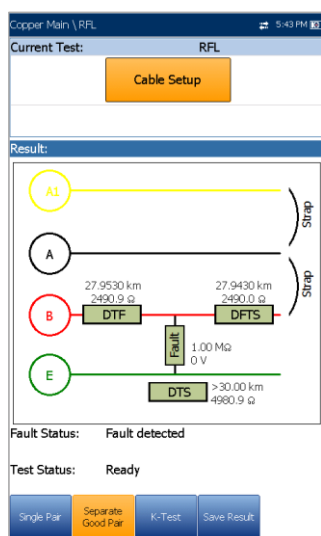 Copper Main \ RFL 5:43 PM
Current Test: RFL
Cable Setup
Result:
A1
Strap
A
27.9530 km 27.9430 km
2490.9 Ω 2490.0 Ω
Strap
B DTF DFTS
Fault
1.00 MΩ
0 V
E
DTS >30.00 km
4980.9 Ω
Fault Status: Fault detected
Test Status: Ready
Single Pair Separate Good Pair K-Test Save Result